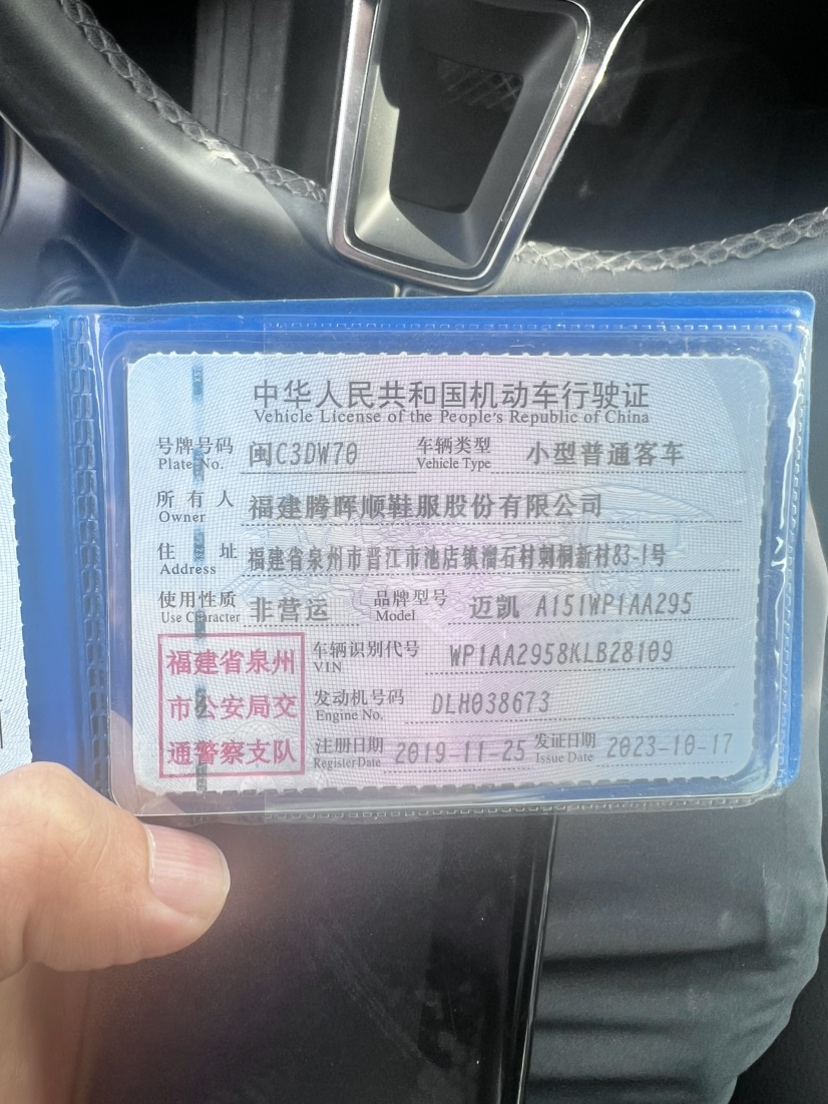 中华人民共和国机动车行驶证
Vehicle License of the People's Republic of China
号牌号码 闽C3DW70 车辆类型 小型普通客车
Plate No. Vehicle Type
所有人 福建腾晖顺鞋服股份有限公司
Owner
住址 福建省泉州市晋江市池店镇溜石村刺桐新村83-1号
Address
使用性质 非营运 品牌型号 迈凯 A151WP1AA295
Use Character Model
福建省泉州
市公安局交
通警察支队
车辆识别代号 WP1AA2958KLB28109
VIN
发动机号码 DLH038673
Engine No.
注册日期 2019-11-25 发证日期 2023-10-17
Register Date Issue Date